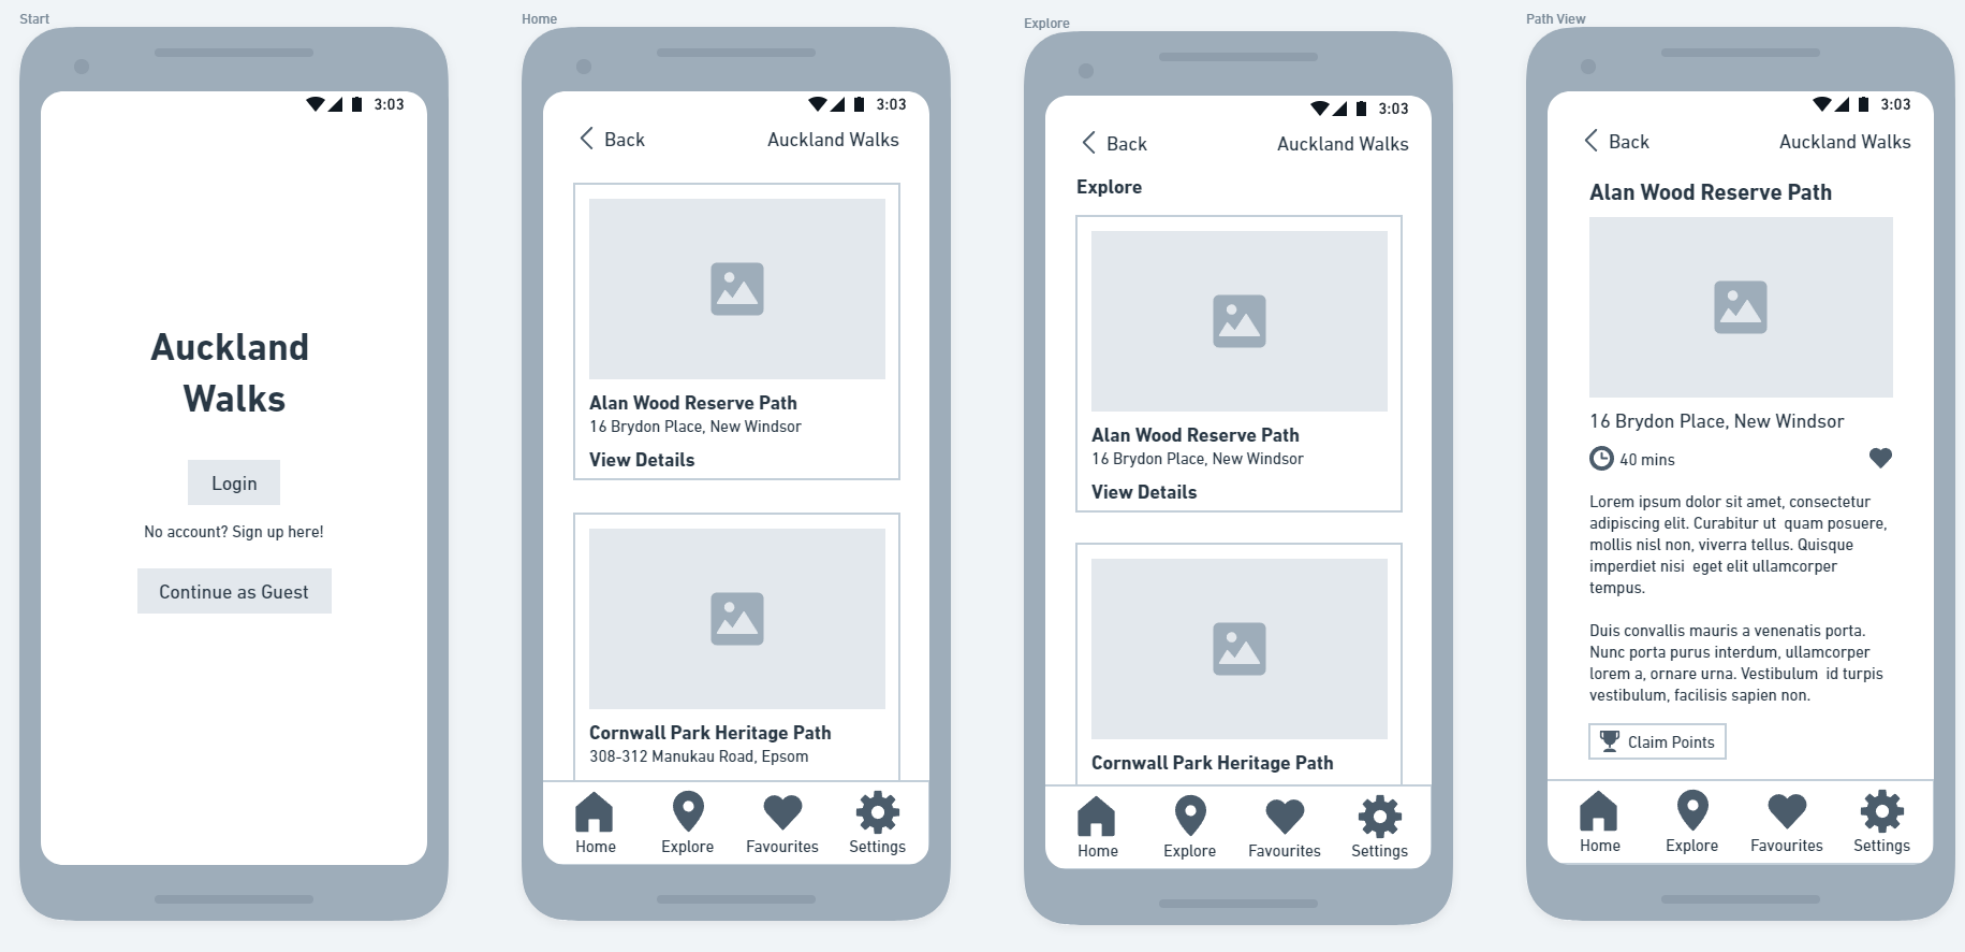 Start
3:03
Auckland
Walks
Login
No account? Sign up here!
Continue as Guest
Home
3:03
Back
Auckland Walks
Alan Wood Reserve Path
16 Brydon Place, New Windsor
View Details
Cornwall Park Heritage Path
308-312 Manukau Road, Epsom
Home
Explore
Favourites
Settings
Explore
3:03
Back
Auckland Walks
Explore
Alan Wood Reserve Path
16 Brydon Place, New Windsor
View Details
Cornwall Park Heritage Path
Home
Explore
Favourites
Settings
Path View
3:03
Back
Auckland Walks
Alan Wood Reserve Path
16 Brydon Place, New Windsor
40 mins
Lorem ipsum dolor sit amet, consectetur
adipiscing elit. Curabitur ut quam posuere,
mollis nisl non, viverra tellus. Quisque
imperdiet nisi eget elit ullamcorper
tempus.
Duis convallis mauris a venenatis porta.
Nunc porta purus interdum, ullamcorper
lorem a, ornare urna. Vestibulum id turpis
vestibulum, facilisis sapien non.
Claim Points
Home
Explore
Favourites
Settings